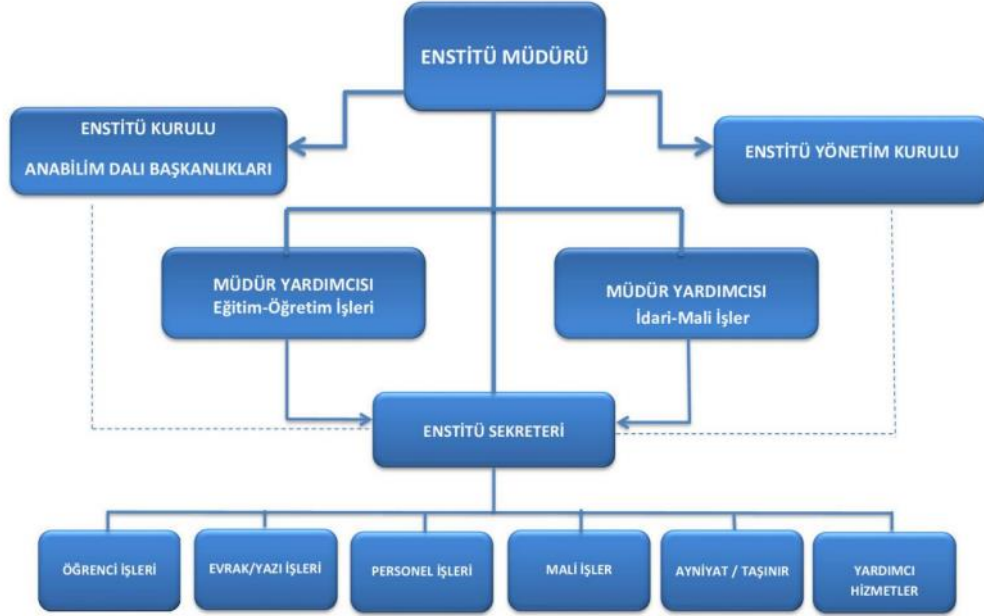 ENSTİTÜ MÜDÜRÜ
ENSTİTÜ KURULU
ANABİLİM DALI BAŞKANLIKLARI
ENSTİTÜ YÖNETİM KURULU
MÜDÜR YARDIMCISI
Eğitim-Öğretim İşleri
MÜDÜR YARDIMCISI
İdari-Mali İşler
ENSTİTÜ SEKRETERİ
ÖĞRENCİ İŞLERİ
EVRAK/YAZI İŞLERİ
PERSONEL İŞLERİ
MALİ İŞLER
AYNİYAT / TAŞINIR
YARDIMCI
HİZMETLER